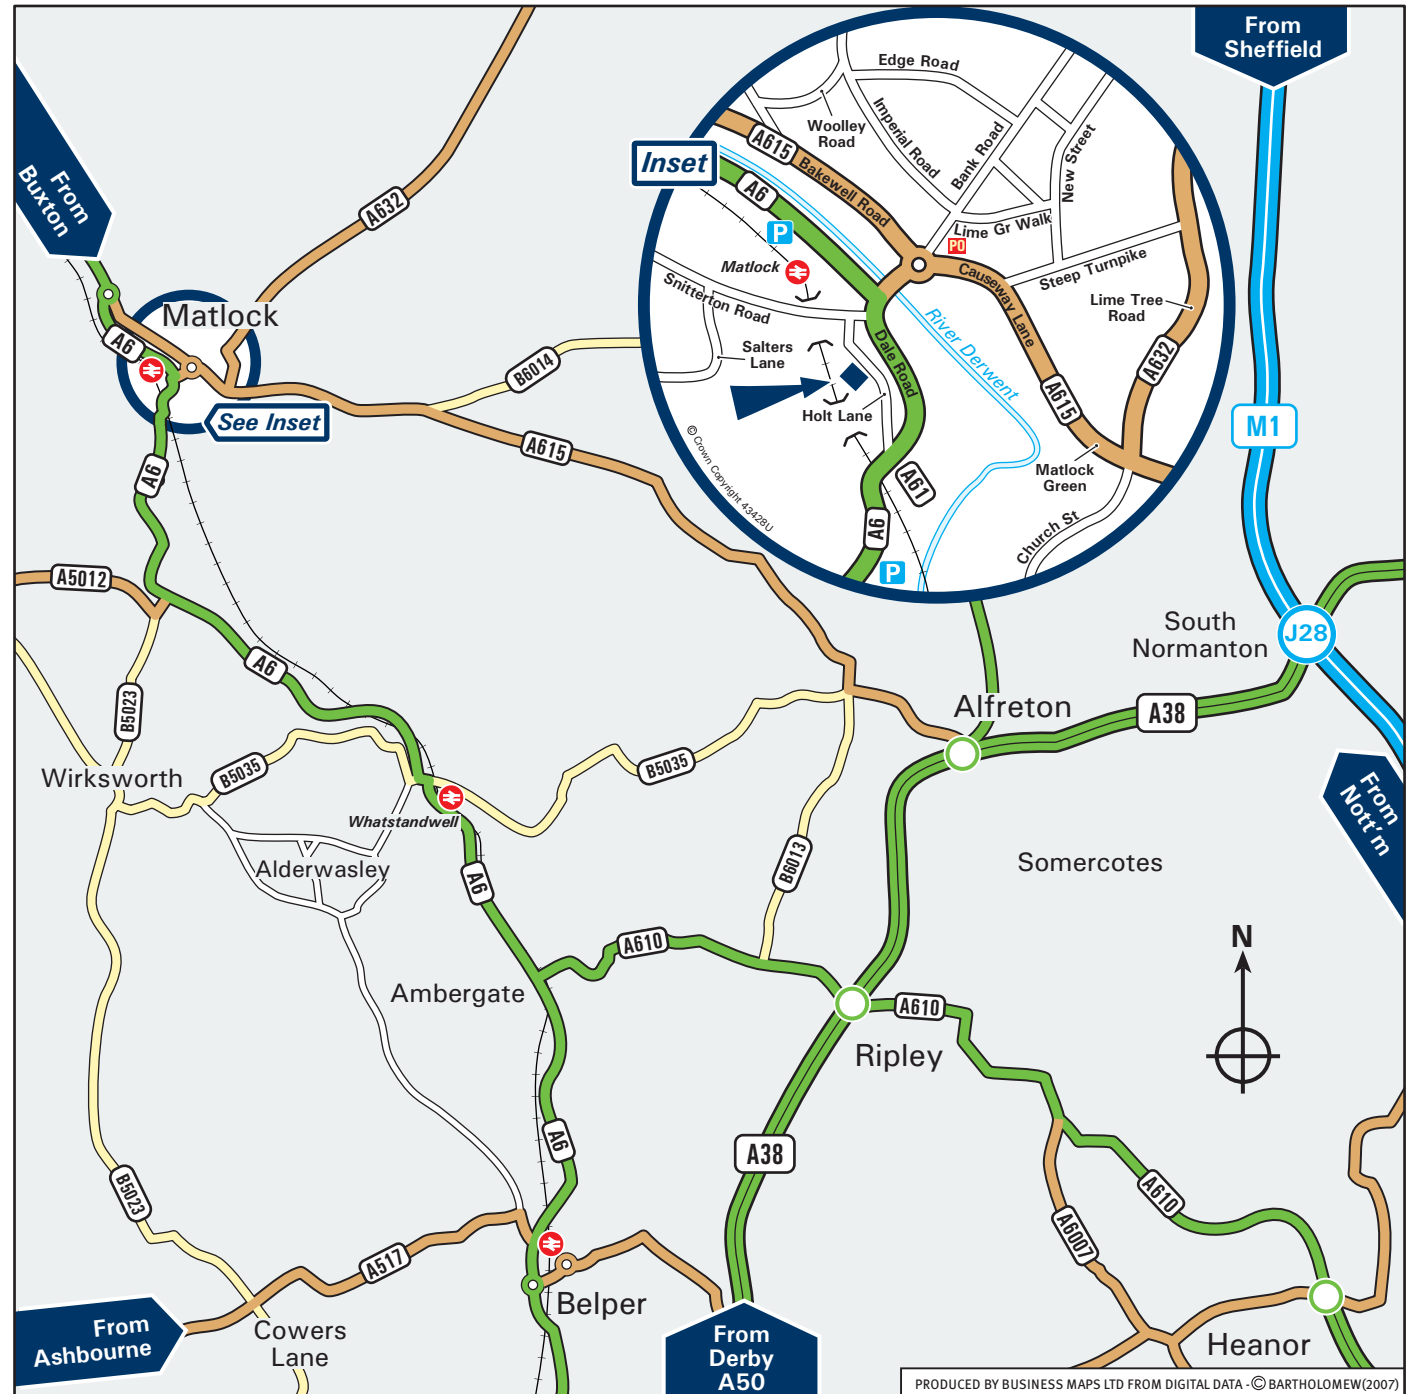 From
Sheffield
From
Buxton
A632
Matlock
A6
B6014
See Inset
A615
A6
A5012
A6
B5023
Wirksworth
B5035
Whatstandwell
Alderwasley
A6
B5035
B6013
A610
Ambergate
South
Normanton
J28
M1
Alfreton
A38
From
Nott'm
Somercotes
N
A610
Ripley
A38
A6
B5023
A517
From
Ashbourne
Cowers
Lane
Belper
From
Derby
A50
A6007
A610
Heanor
Inset
Edge Road
Woolley
Road
Imperial Road
Bank Road
New Street
A615
Bakewell Road
A6
P
Lime Gr Walk
PO
Matlock
Causeway Lane
Steep Turnpike
Snitterton Road
Lime Tree
Road
Salters
Lane
Dale Road
River Derwent
A632
Holt Lane
A615
© Crown Copyright 43428U
A61
Matlock
Green
A6
Church St
P
PRODUCED BY BUSINESS MAPS LTD FROM DIGITAL DATA - © BARTHOLOMEW(2007)